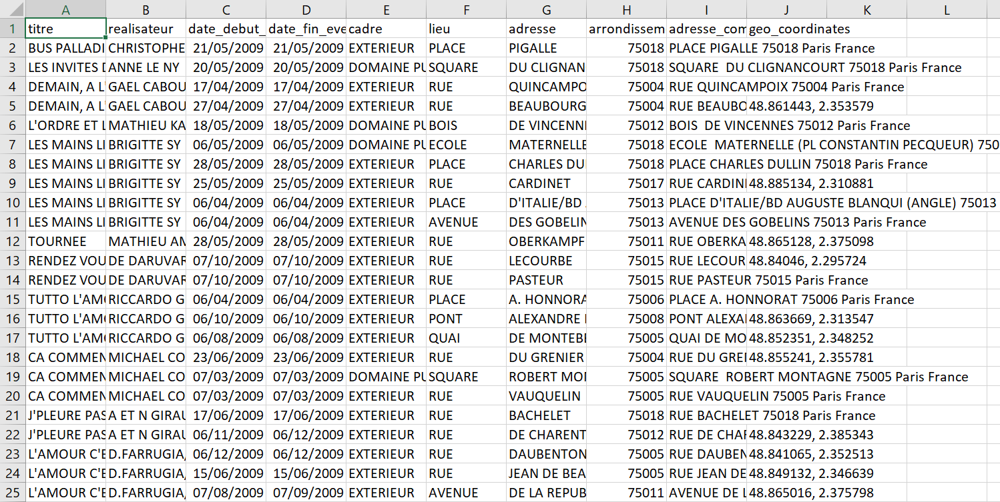 A B C D E F G H I J K L
1 titre realisateur date_debut_ date_fin_eve cadre lieu adresse arrondissem adresse_com geo_coordinates
2 BUS PALLADI CHRISTOPHE 21/05/2009 21/05/2009 EXTERIEUR PLACE PIGALLE 75018 PLACE PIGALLE 75018 Paris France
3 LES INVITES D ANNE LE NY 20/05/2009 20/05/2009 DOMAINE PU SQUARE DU CLIGNAN 75018 SQUARE  DU CLIGNANCOURT 75018 Paris France
4 DEMAIN, A L' GAEL CABOU 17/04/2009 17/04/2009 EXTERIEUR RUE QUINCAMPO 75004 RUE QUINCAMPOIX 75004 Paris France
5 DEMAIN, A L' GAEL CABOU 27/04/2009 27/04/2009 EXTERIEUR RUE BEAUBOURG 75004 RUE BEAUBO 48.861443, 2.353579
6 L'ORDRE ET L MATHIEU KA 18/05/2009 18/05/2009 DOMAINE PU BOIS DE VINCENN 75012 BOIS  DE VINCENNES 75012 Paris France
7 LES MAINS LI BRIGITTE SY 06/05/2009 06/05/2009 DOMAINE PU ECOLE MATERNELLE 75018 ECOLE  MATERNELLE (PL CONSTANTIN PECQUEUR) 750
8 LES MAINS LI BRIGITTE SY 28/05/2009 28/05/2009 EXTERIEUR PLACE CHARLES DU 75018 PLACE CHARLES DULLIN 75018 Paris France
9 LES MAINS LI BRIGITTE SY 25/05/2009 25/05/2009 EXTERIEUR RUE CARDINET 75017 RUE CARDIN 48.885134, 2.310881
10 LES MAINS LI BRIGITTE SY 06/04/2009 06/04/2009 EXTERIEUR PLACE D'ITALIE/BD 75013 PLACE D'ITALIE/BD AUGUSTE BLANQUI (ANGLE) 75013
11 LES MAINS LI BRIGITTE SY 06/04/2009 06/04/2009 EXTERIEUR AVENUE DES GOBELIN 75013 AVENUE DES GOBELINS 75013 Paris France
12 TOURNEE MATHIEU AM 28/05/2009 28/05/2009 EXTERIEUR RUE OBERKAMPF 75011 RUE OBERKA 48.865128, 2.375098
13 RENDEZ VOU DE DARUVAR 07/10/2009 07/10/2009 EXTERIEUR RUE LECOURBE 75015 RUE LECOUR 48.84046, 2.295724
14 RENDEZ VOU DE DARUVAR 07/10/2009 07/10/2009 EXTERIEUR RUE PASTEUR 75015 RUE PASTEUR 75015 Paris France
15 TUTTO L'AMO RICCARDO G 06/04/2009 06/04/2009 EXTERIEUR PLACE A. HONNORA 75006 PLACE A. HONNORAT 75006 Paris France
16 TUTTO L'AMO RICCARDO G 06/10/2009 06/10/2009 EXTERIEUR PONT ALEXANDRE 75008 PONT ALEXA 48.863669, 2.313547
17 TUTTO L'AMO RICCARDO G 06/08/2009 06/08/2009 EXTERIEUR QUAI DE MONTEBE 75005 QUAI DE MO 48.852351, 2.348252
18 CA COMMEN MICHAEL CO 23/06/2009 23/06/2009 EXTERIEUR RUE DU GRENIER 75004 RUE DU GRE 48.855241, 2.355781
19 CA COMMEN MICHAEL CO 07/03/2009 07/03/2009 DOMAINE PU SQUARE ROBERT MO 75005 SQUARE  ROBERT MONTAGNE 75005 Paris France
20 CA COMMEN MICHAEL CO 07/03/2009 07/03/2009 EXTERIEUR RUE VAUQUELIN 75005 RUE VAUQUELIN 75005 Paris France
21 J'PLEURE PAS A ET N GIRAU 17/06/2009 17/06/2009 EXTERIEUR RUE BACHELET 75018 RUE BACHELET 75018 Paris France
22 J'PLEURE PAS A ET N GIRAU 06/11/2009 06/12/2009 EXTERIEUR RUE DE CHARENT 75012 RUE DE CHA 48.843229, 2.385343
23 L'AMOUR C'E D.FARRUGIA, 06/12/2009 06/12/2009 EXTERIEUR RUE DAUBENTON 75005 RUE DAUBEN 48.841065, 2.352513
24 L'AMOUR C'E D.FARRUGIA, 15/06/2009 15/06/2009 EXTERIEUR RUE JEAN DE BEA 75005 RUE JEAN DE 48.849132, 2.346639
25 L'AMOUR C'E D.FARRUGIA, 07/08/2009 07/09/2009 EXTERIEUR AVENUE DE LA REPUB 75011 AVENUE DE L 48.865016, 2.375798